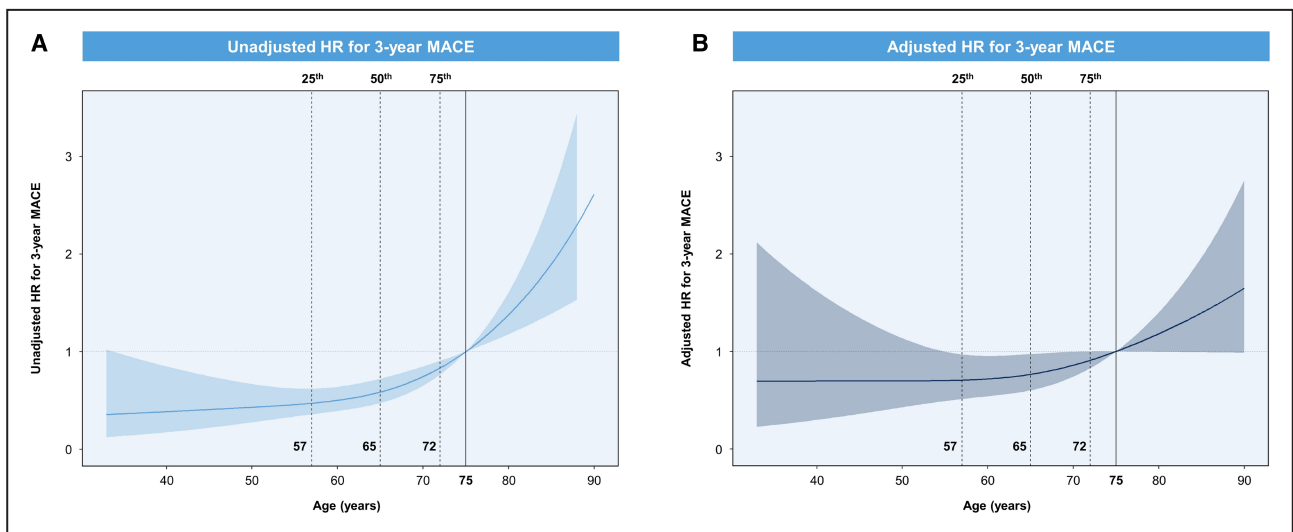 A
Unadjusted HR for 3-year MACE
25th 50th 75th
Unadjusted HR for 3-year MACE
3
2
1
0
57 65 72
40 50 60 70 75 80 90
Age (years)
B
Adjusted HR for 3-year MACE
25th 50th 75th
Adjusted HR for 3-year MACE
3
2
1
0
57 65 72
40 50 60 70 75 80 90
Age (years)